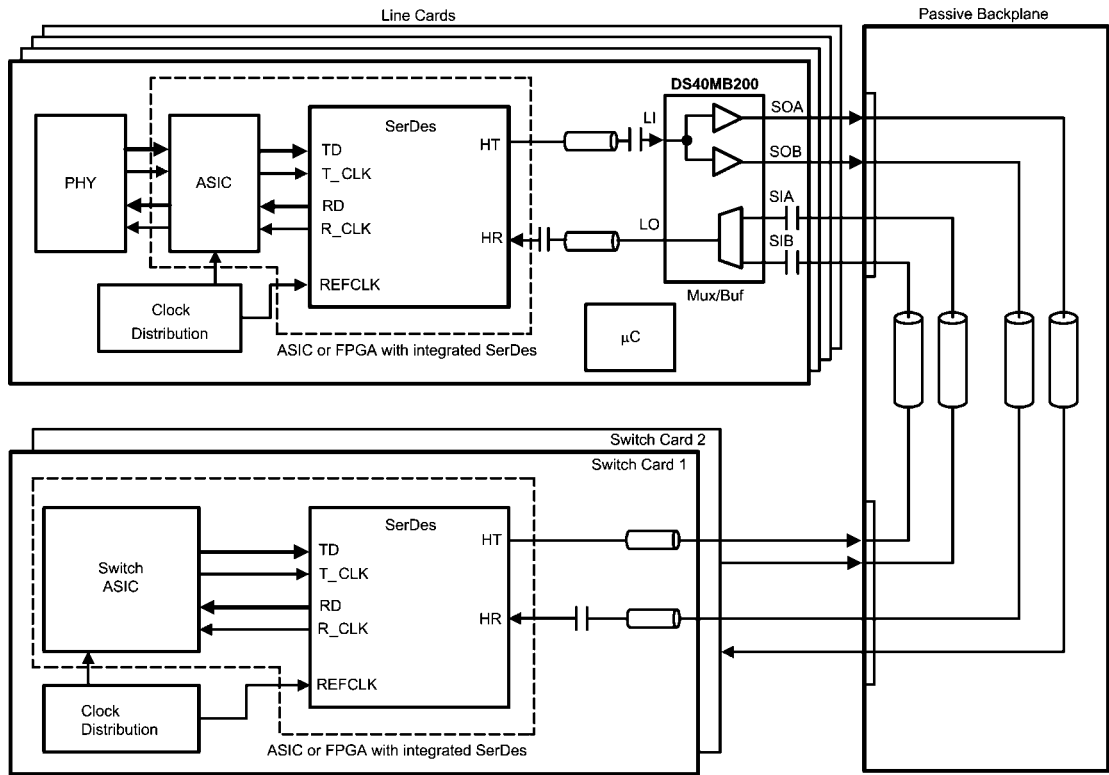 Line Cards
Passive Backplane
DS40MB200
PHY
ASIC
SerDes
TD
T_CLK
RD
R_CLK
REFCLK
HT
HR
LI
LO
SOA
SOB
SIA
SIB
Mux/Buf
Clock
Distribution
ASIC or FPGA with integrated SerDes
μC
Switch Card 2
Switch Card 1
Switch
ASIC
SerDes
TD
T_CLK
RD
R_CLK
REFCLK
HT
HR
Clock
Distribution
ASIC or FPGA with integrated SerDes